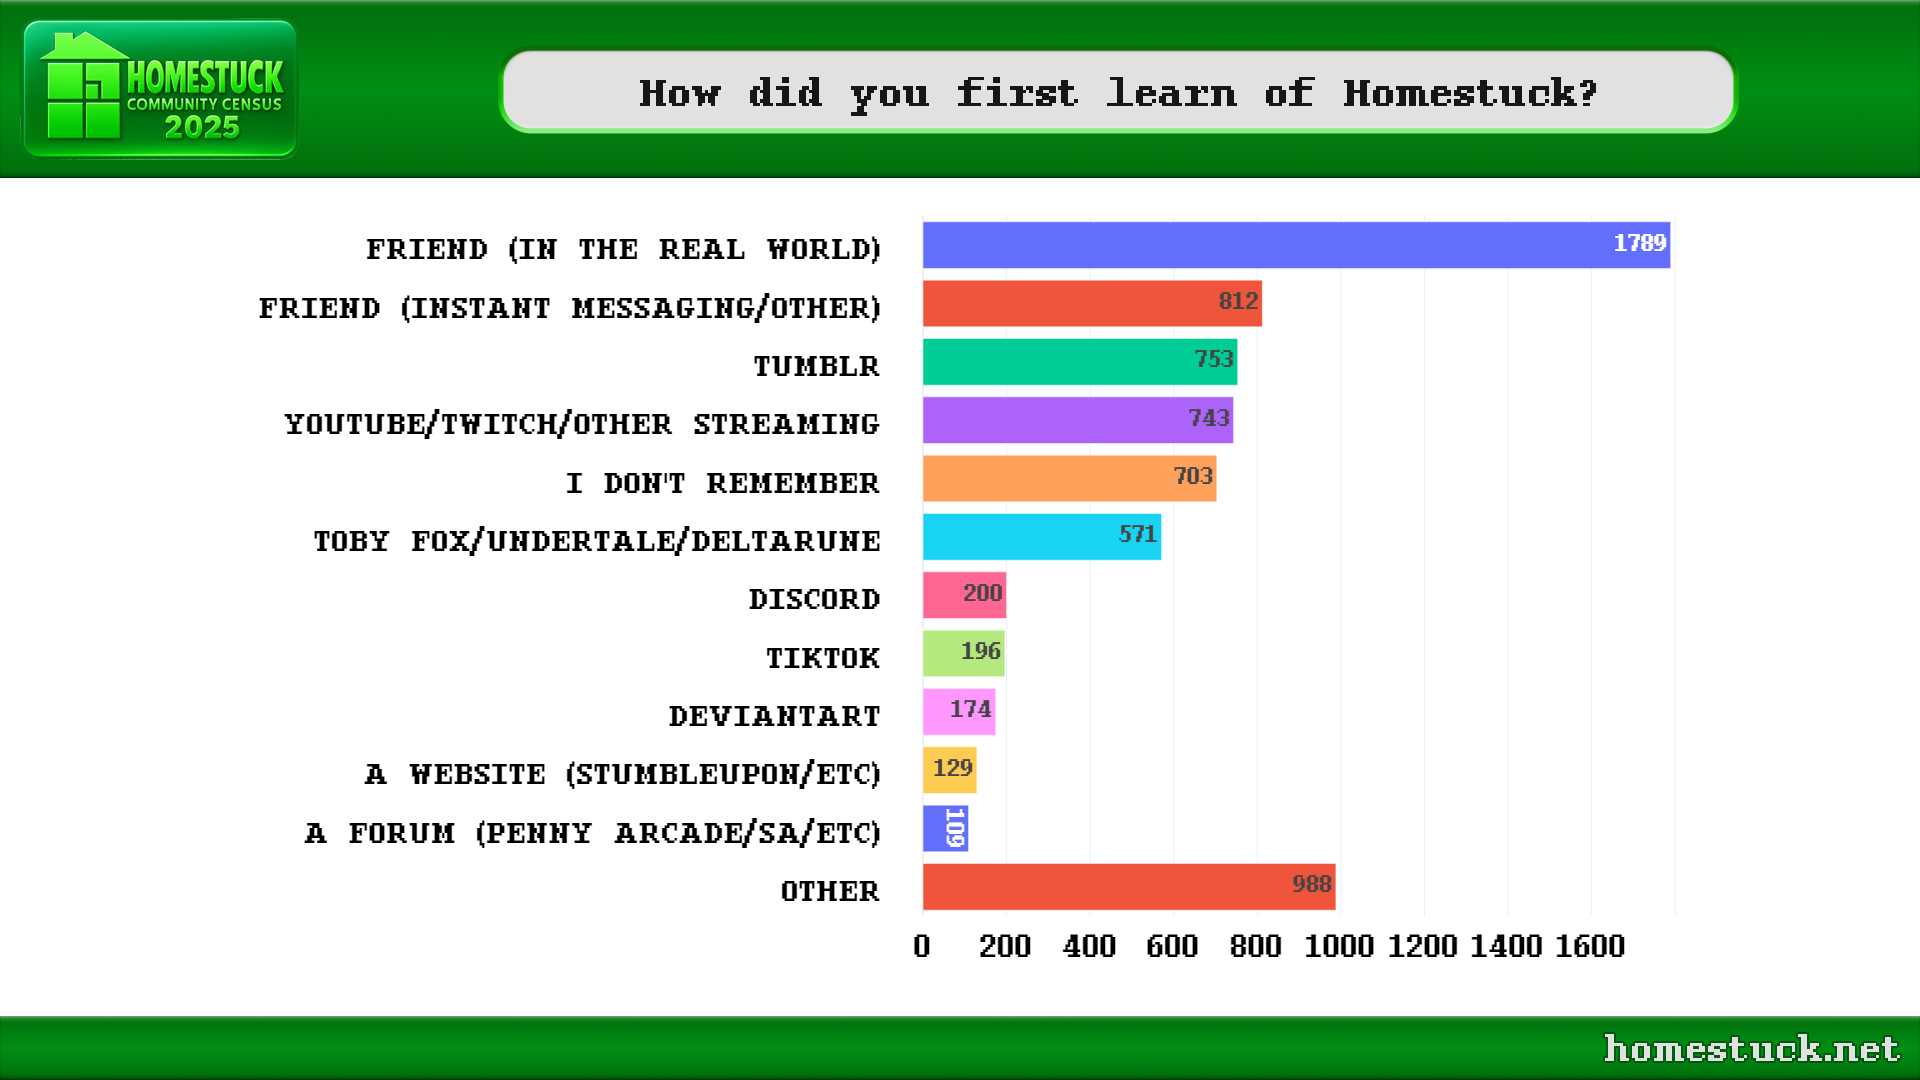 HOMESTUCK
COMMUNITY CENSUS
2025
How did you first learn of Homestuck?
FRIEND (IN THE REAL WORLD) 1789
FRIEND (INSTANT MESSAGING/OTHER) 812
TUMBLR 753
YOUTUBE/TWITCH/OTHER STREAMING 743
I DON'T REMEMBER 703
TOBY FOX/UNDERTALE/DELTARUNE 571
DISCORD 200
TIKTOK 196
DEVIANTART 174
A WEBSITE (STUMBLEUPON/ETC) 129
A FORUM (PENNY ARCADE/SA/ETC) 109
OTHER 988
0 200 400 600 800 1000 1200 1400 1600
homestuck.net